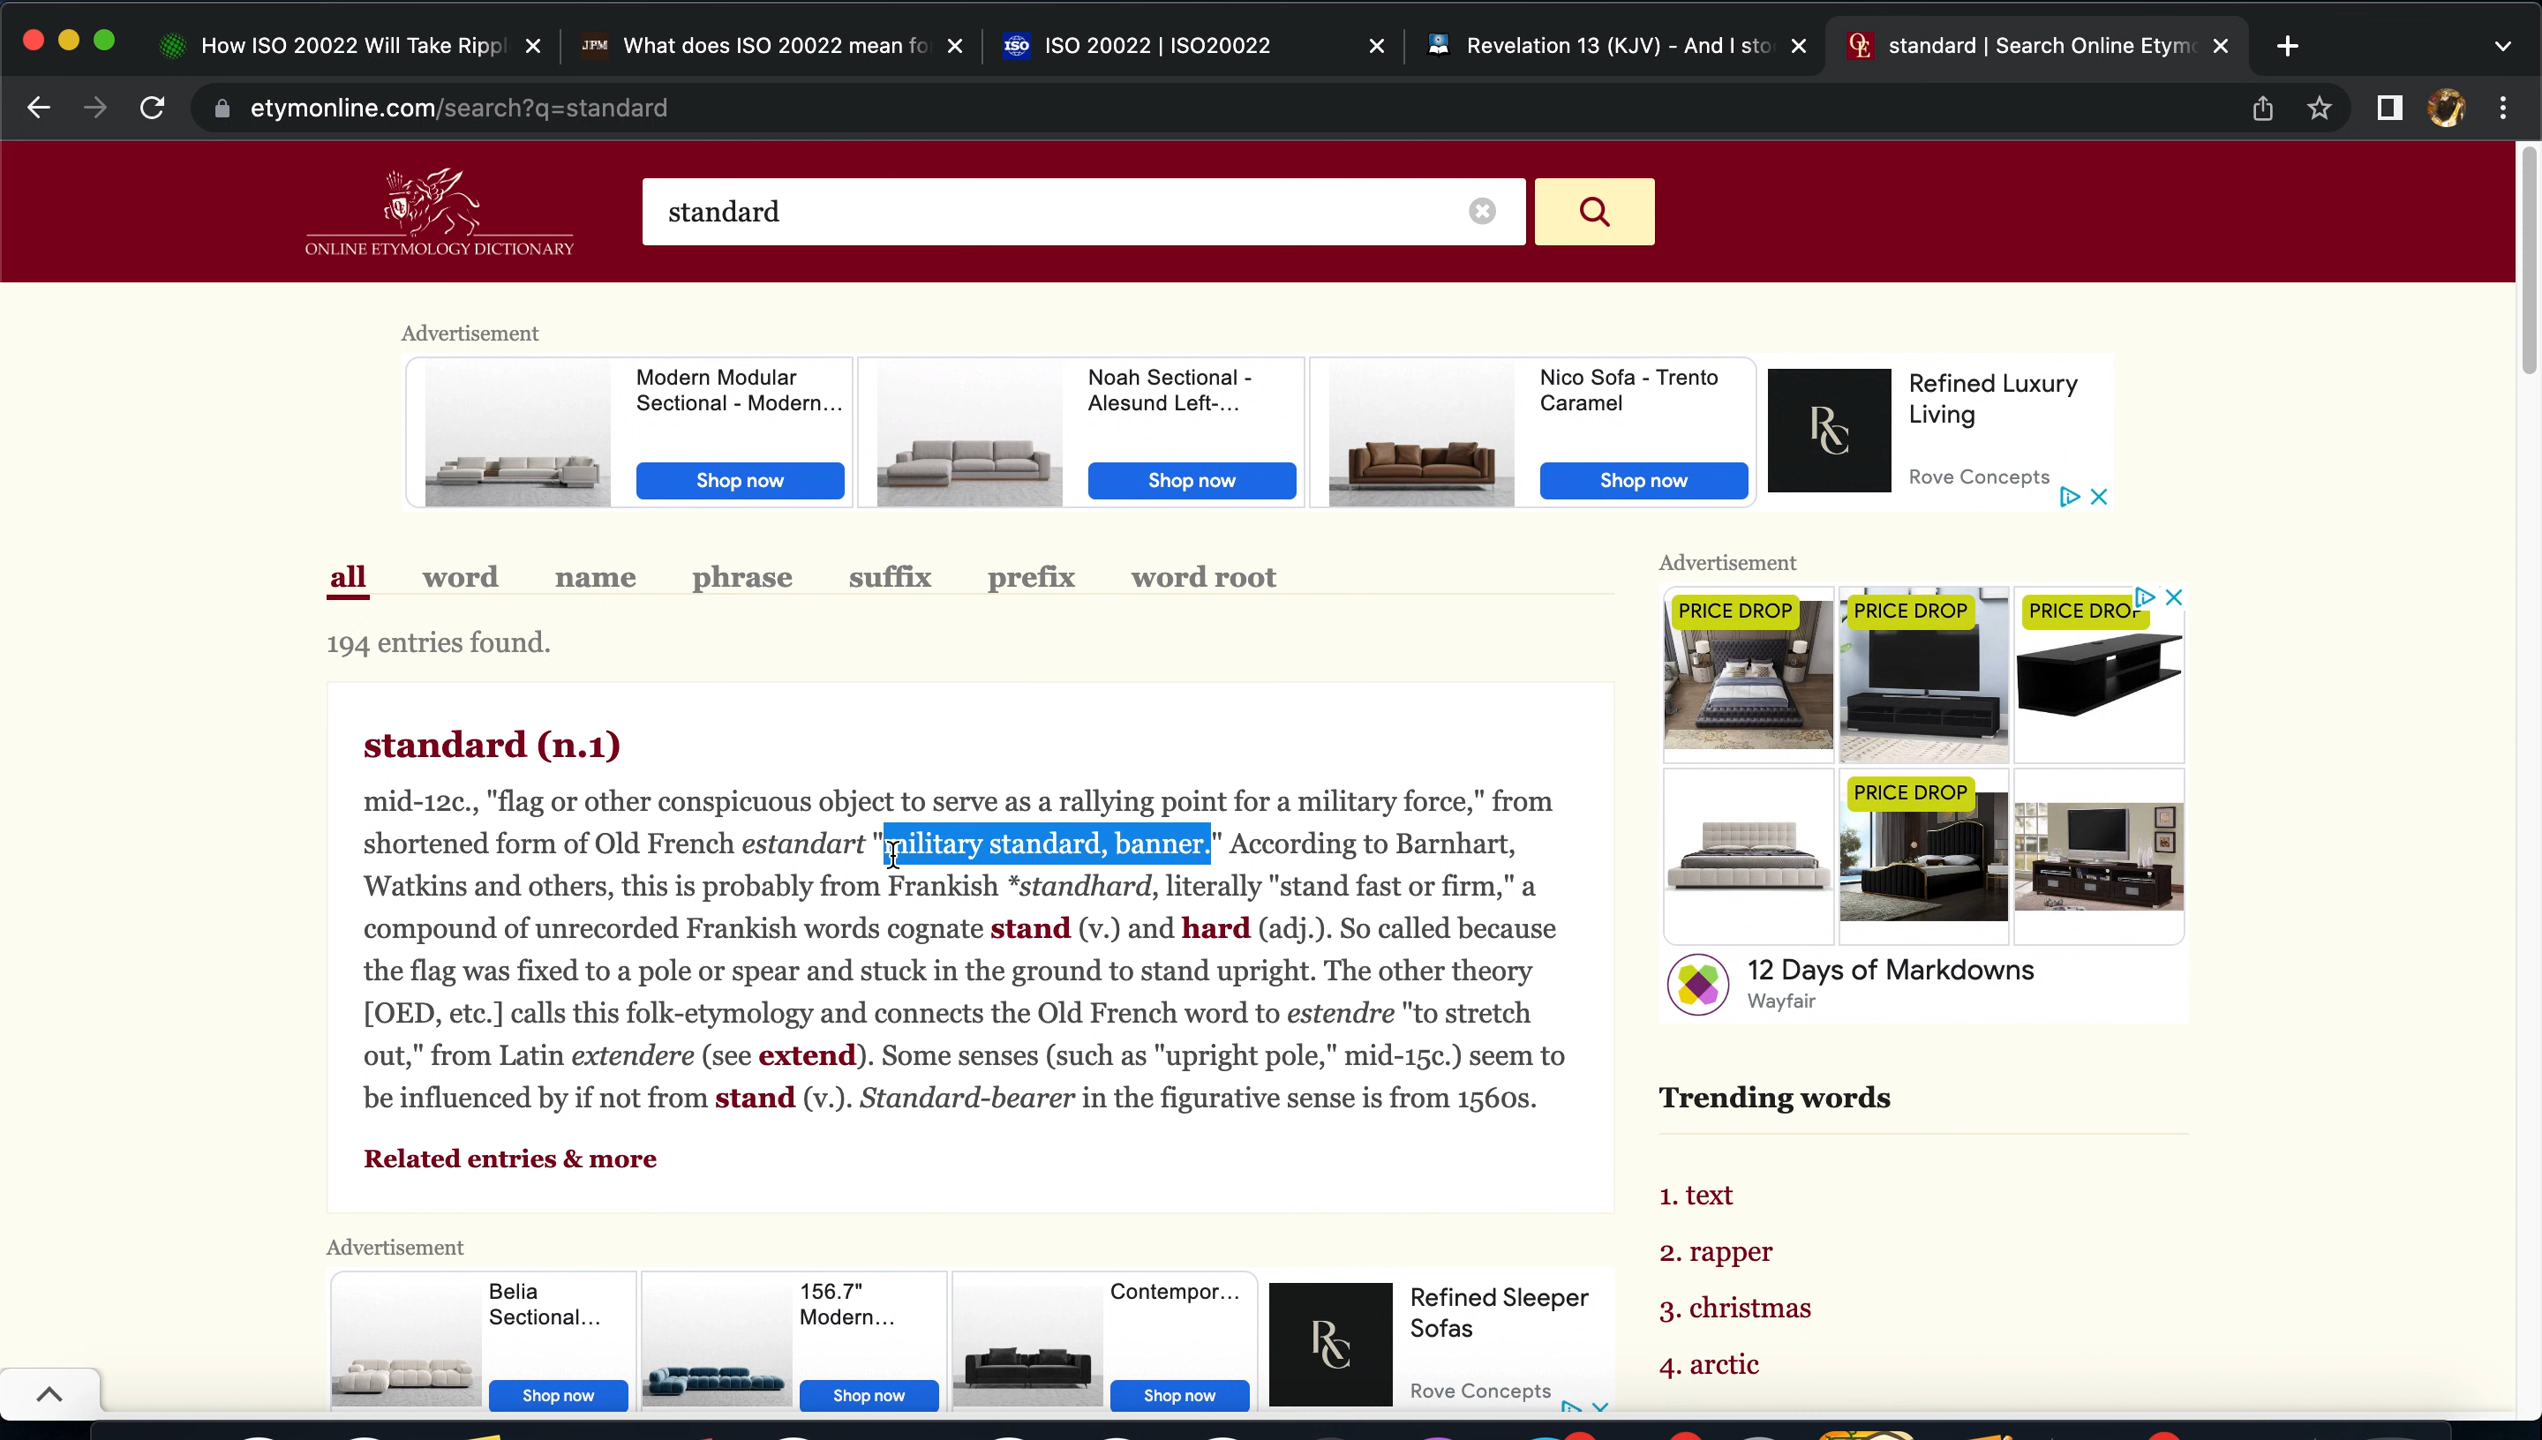 How ISO 20022 Will Take Rippl
JPM What does ISO 20022 mean fo
ISO ISO 20022 | ISO20022
Revelation 13 (KJV) - And I sto
OE standard | Search Online Etymo
etymonline.com/search?q=standard
ONLINE ETYMOLOGY DICTIONARY
standard
Advertisement
Modern Modular
Sectional - Modern...
Shop now
Noah Sectional -
Alesund Left-...
Shop now
Nico Sofa - Trento
Caramel
Shop now
RC
Refined Luxury
Living
Rove Concepts
all word name phrase suffix prefix word root
194 entries found.
standard (n.1)
mid-12c., "flag or other conspicuous object to serve as a rallying point for a military force," from
shortened form of Old French estandart "military standard, banner." According to Barnhart,
Watkins and others, this is probably from Frankish *standhard, literally "stand fast or firm," a
compound of unrecorded Frankish words cognate stand (v.) and hard (adj.). So called because
the flag was fixed to a pole or spear and stuck in the ground to stand upright. The other theory
[OED, etc.] calls this folk-etymology and connects the Old French word to estendre "to stretch
out," from Latin extendere (see extend). Some senses (such as "upright pole," mid-15c.) seem to
be influenced by if not from stand (v.). Standard-bearer in the figurative sense is from 1560s.
Related entries & more
Advertisement
Belia
Sectional...
Shop now
156.7"
Modern...
Shop now
Contempor...
Shop now
RC
Refined Sleeper
Sofas
Rove Concepts
Advertisement
PRICE DROP PRICE DROP PRICE DROP
PRICE DROP
12 Days of Markdowns
Wayfair
Trending words
1. text
2. rapper
3. christmas
4. arctic